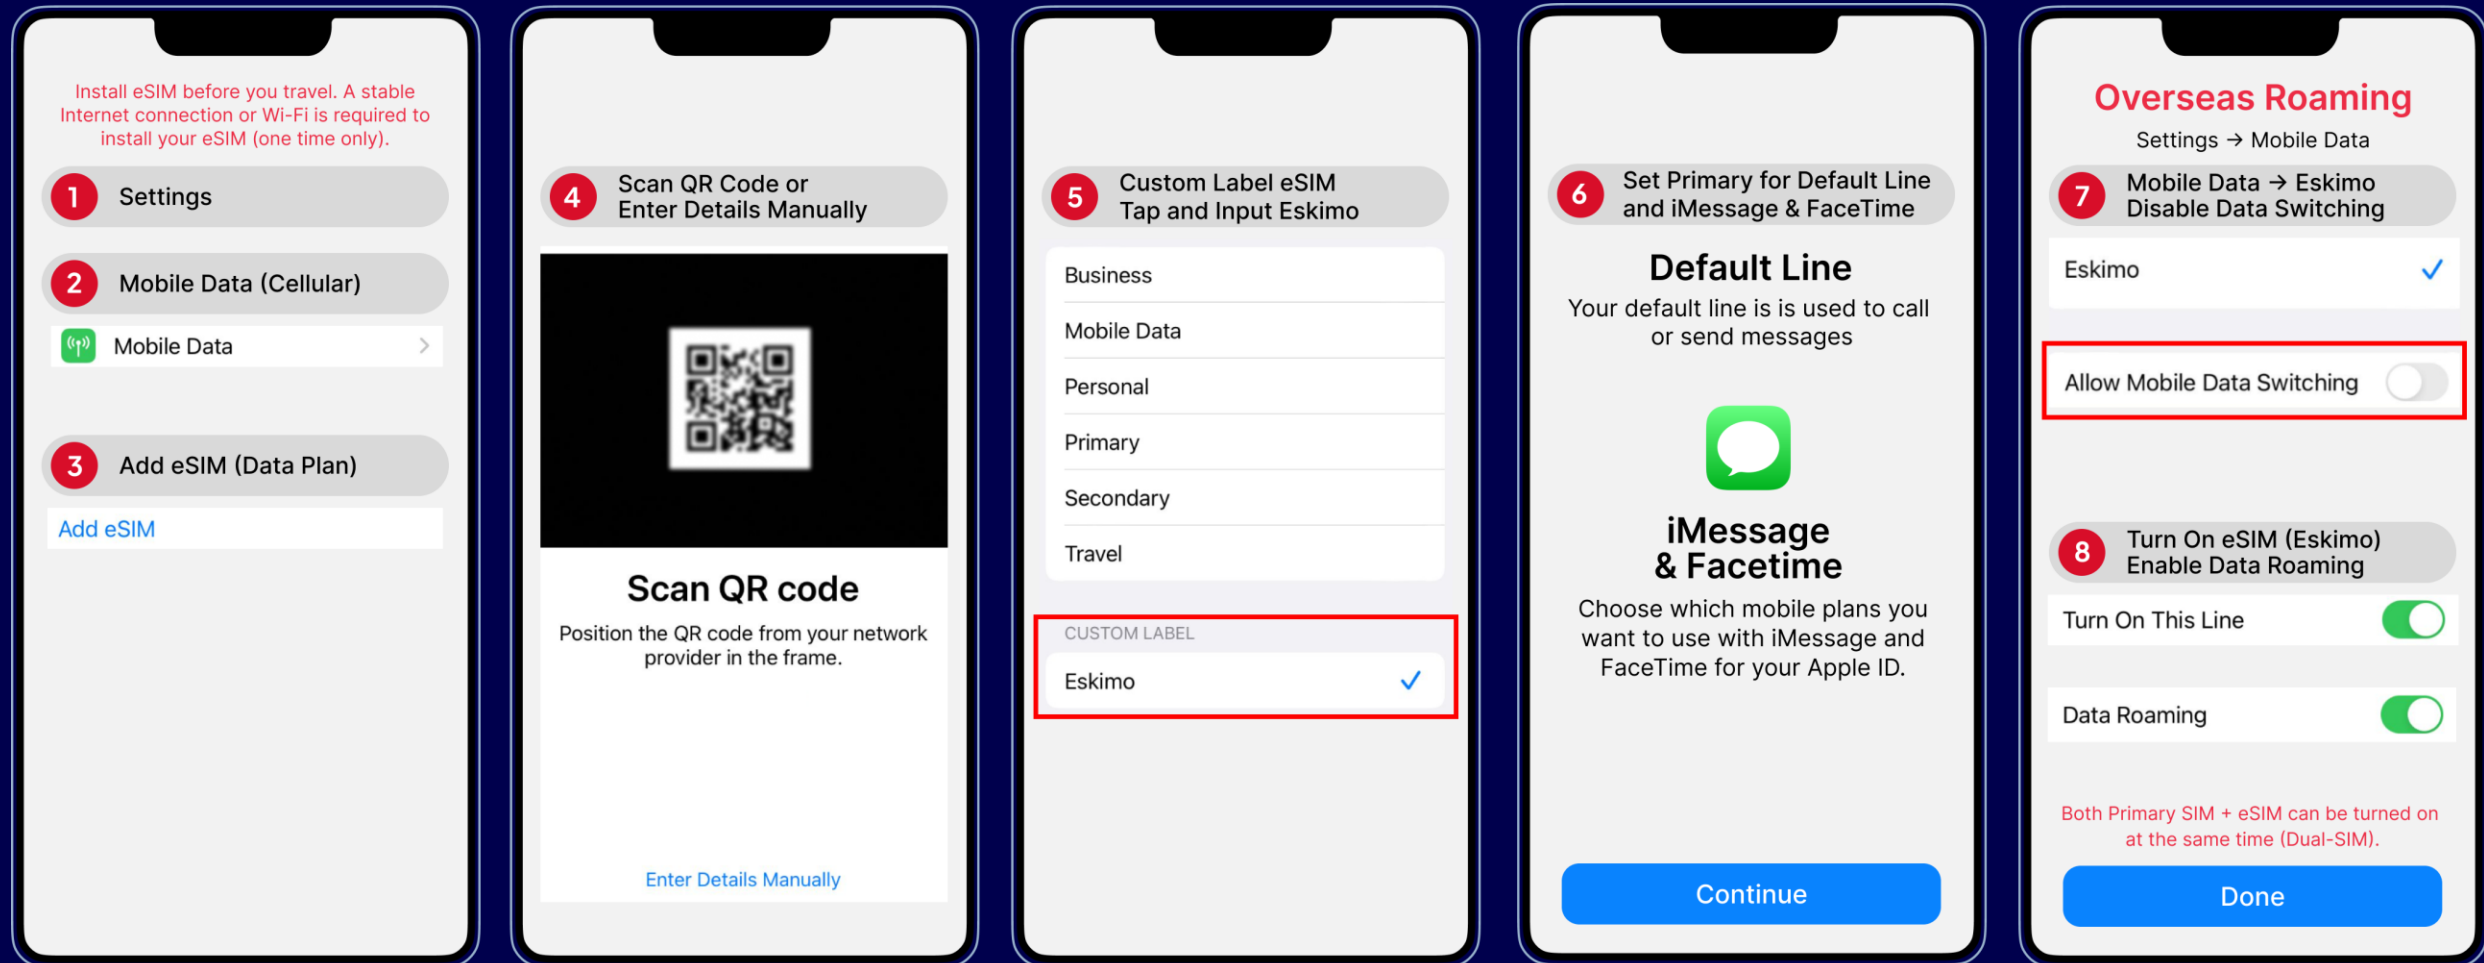 Install eSIM before you travel. A stable
Internet connection or Wi-Fi is required to
install your eSIM (one time only).
1 Settings
2 Mobile Data (Cellular)
Mobile Data
3 Add eSIM (Data Plan)
Add eSIM
4 Scan QR Code or
Enter Details Manually
Scan QR code
Position the QR code from your network
provider in the frame.
Enter Details Manually
5 Custom Label eSIM
Tap and Input Eskimo
Business
Mobile Data
Personal
Primary
Secondary
Travel
CUSTOM LABEL
Eskimo
6 Set Primary for Default Line
and iMessage & FaceTime
Default Line
Your default line is is used to call
or send messages
iMessage
& Facetime
Choose which mobile plans you
want to use with iMessage and
FaceTime for your Apple ID.
Continue
Overseas Roaming
Settings → Mobile Data
7 Mobile Data → Eskimo
Disable Data Switching
Eskimo
Allow Mobile Data Switching
8 Turn On eSIM (Eskimo)
Enable Data Roaming
Turn On This Line
Data Roaming
Both Primary SIM + eSIM can be turned on
at the same time (Dual-SIM).
Done